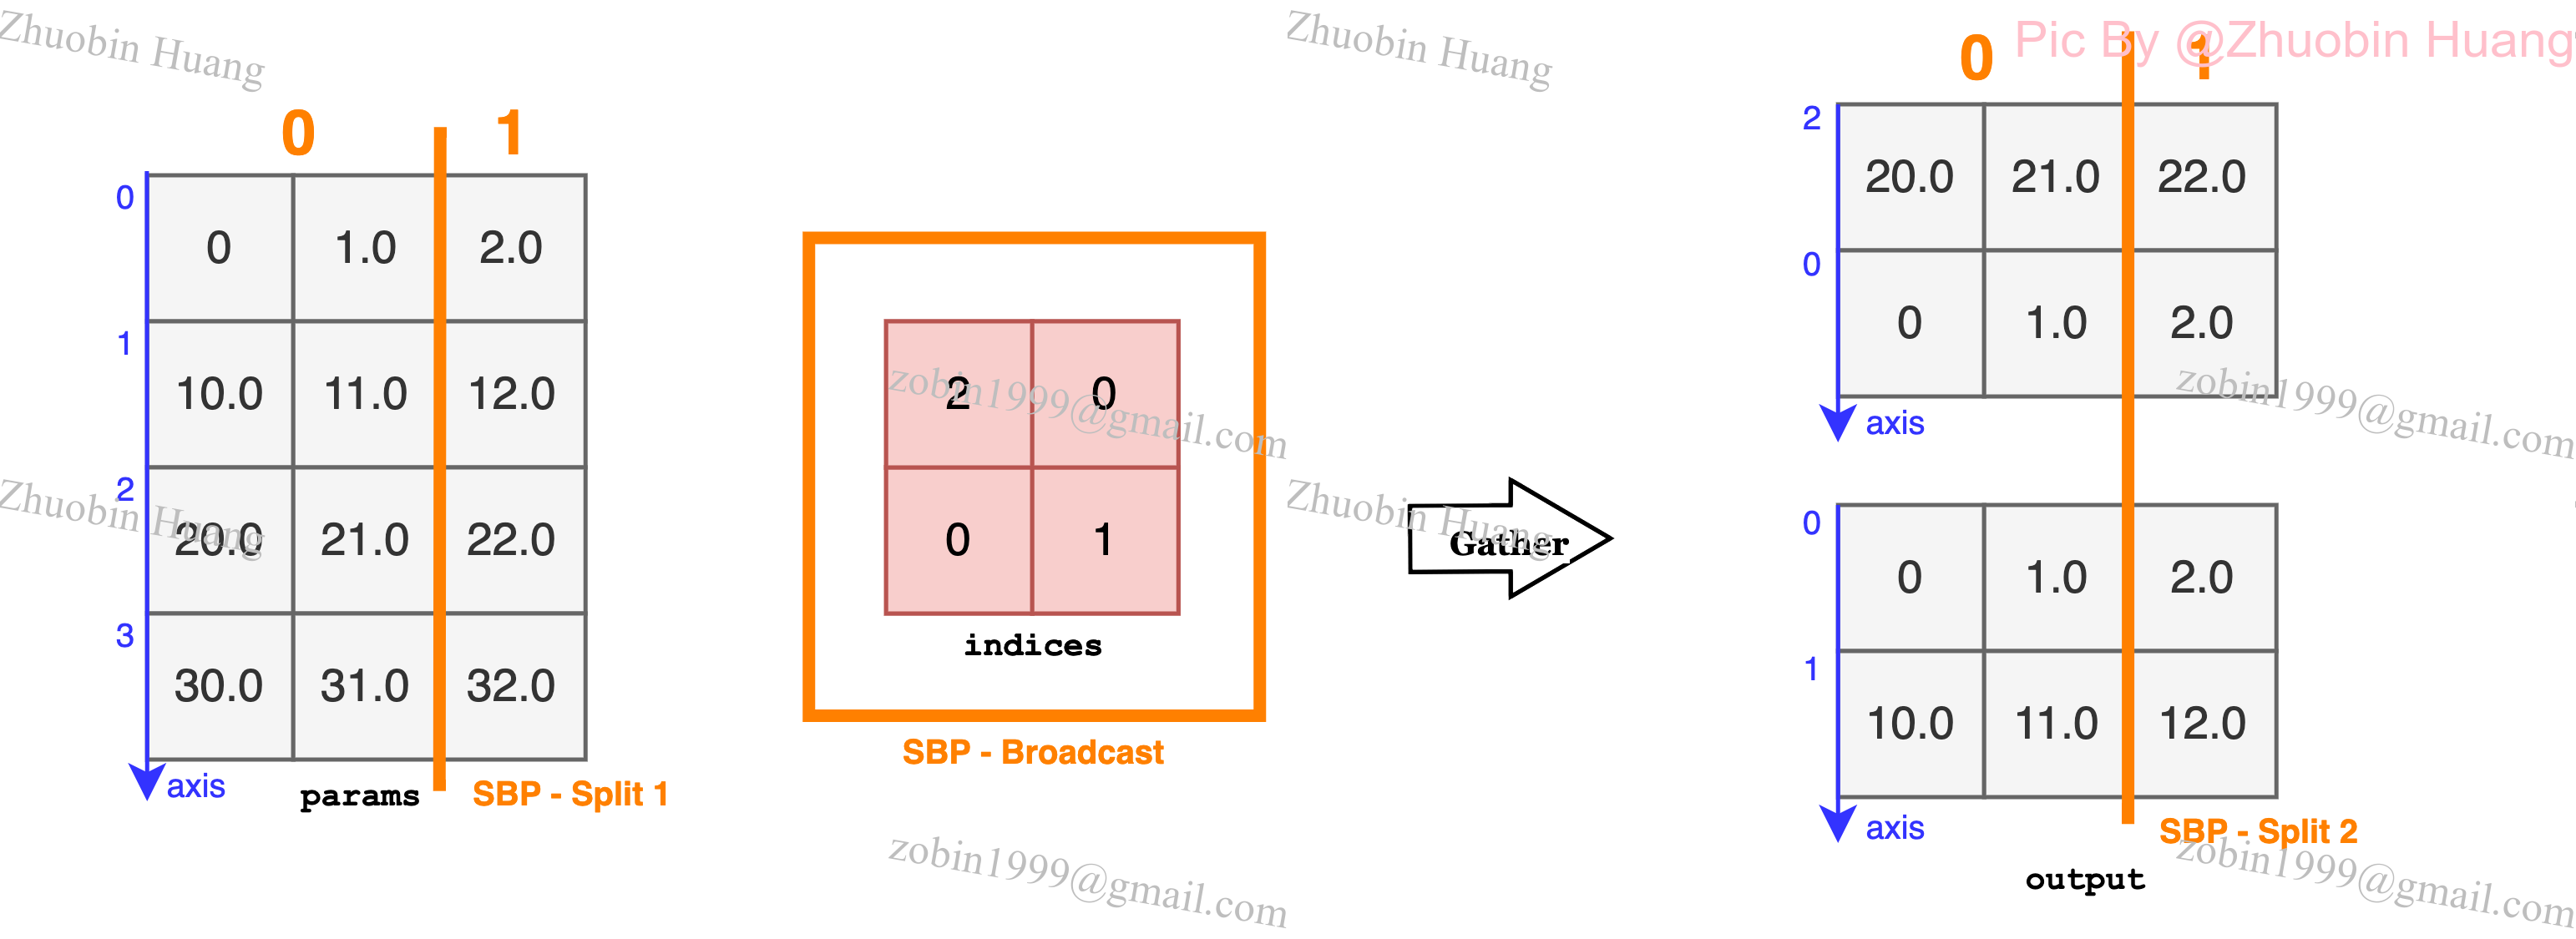 Zhuobin Huang
Zhuobin Huang
Pic By @Zhuobin Huang
0 1
0 1
0 0 1.0 2.0
1 10.0 11.0 12.0
2 20.0 21.0 22.0
3 30.0 31.0 32.0
axis
params
SBP - Split 1
Zhuobin Huang
2 0
0 1
indices
SBP - Broadcast
zobin1999@gmail.com
zobin1999@gmail.com
Zhuobin Huang
Gather
2 20.0 21.0 22.0
0 0 1.0 2.0
axis
zobin1999@gmail.com
0 0 1.0 2.0
1 10.0 11.0 12.0
axis
SBP - Split 2
output
zobin1999@gmail.com